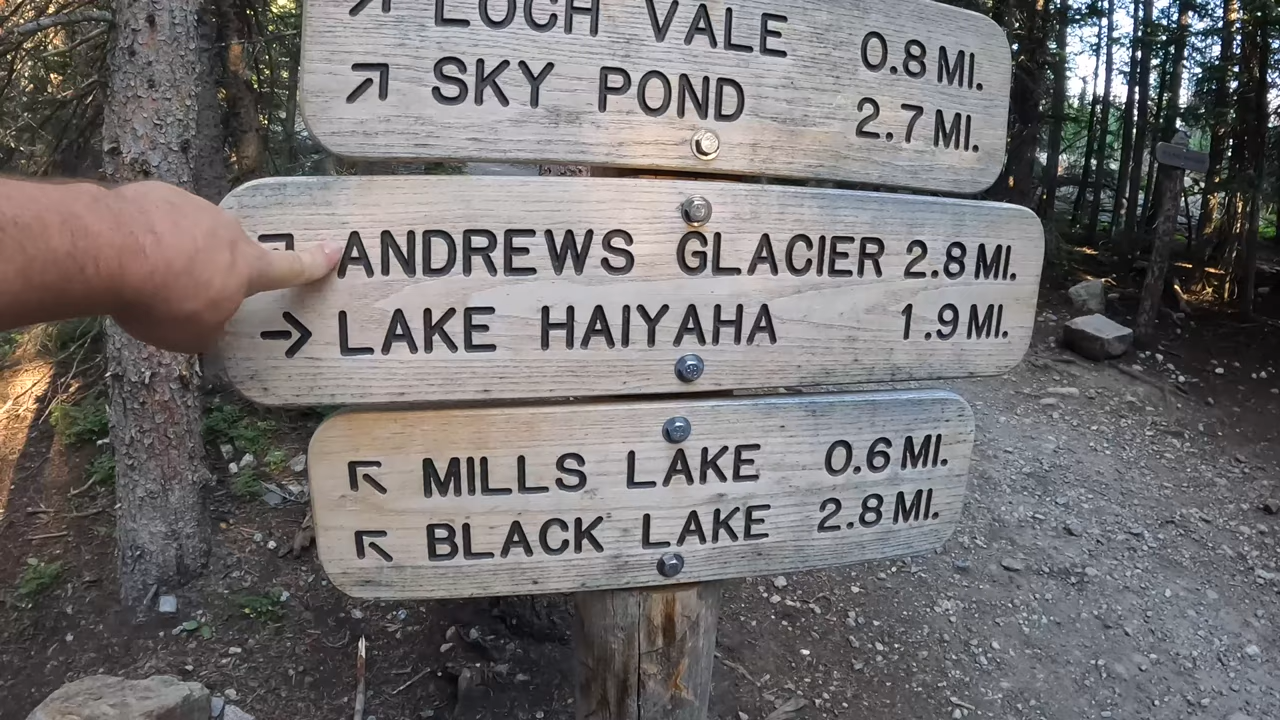 LOCH VALE 0.8 MI.
SKY POND 2.7 MI.
ANDREWS GLACIER 2.8 MI.
LAKE HAIYAHA 1.9 MI.
MILLS LAKE 0.6 MI.
BLACK LAKE 2.8 MI.